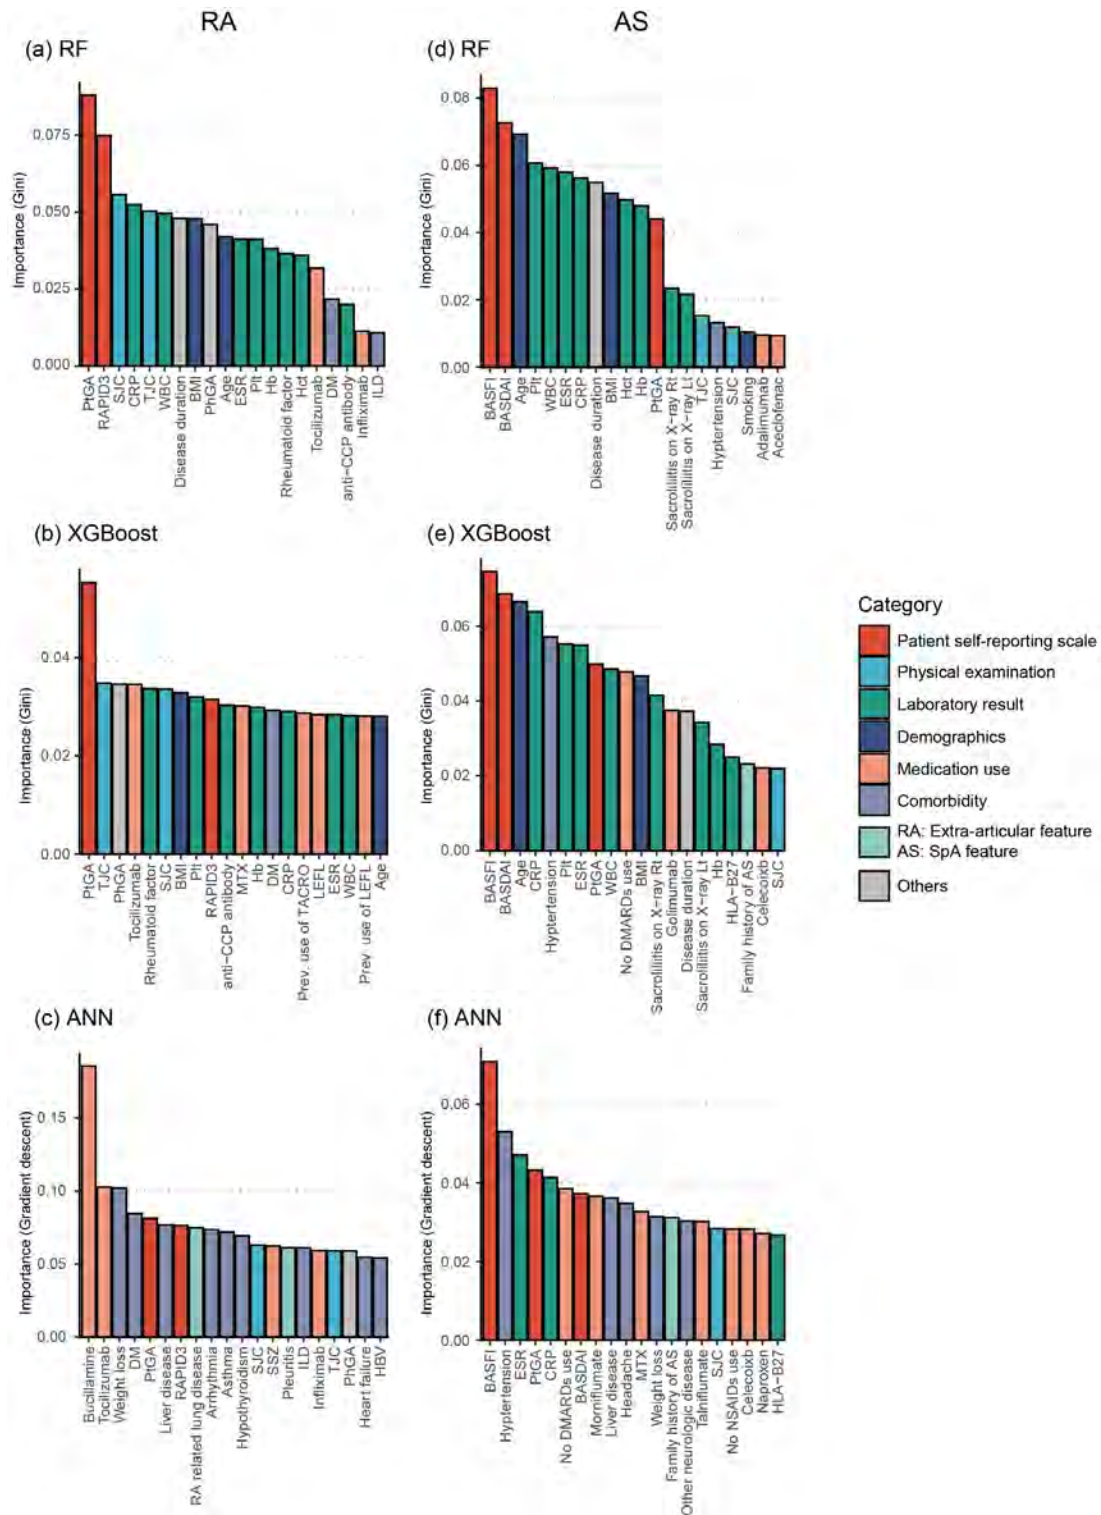 RA
AS
(a) RF
Importance (Gini)
0.075
0.050
0.025
0.000
PtGA
RAPID3
SJC
CRP
TJC
WBC
Disease duration
BMI
PhGA
Age
ESR
Plt
Hb
Rheumatoid factor
Hct
Tocilizumab
DM
anti-CCP antibody
Infliximab
ILD
(d) RF
Importance (Gini)
0.08
0.06
0.04
0.02
0.00
BASFI
BASDAI
Age
Plt
WBC
ESR
CRP
Disease duration
BMI
Hct
Hb
PtGA
Sacroliliitis on X-ray Rt
Sacroliliitis on X-ray Lt
TJC
Hyptertension
SJC
Smoking
Adalimumab
Aceclofenac
(b) XGBoost
Importance (Gini)
0.04
0.02
0.00
PtGA
TJC
PhGA
Tocilizumab
Rheumatoid factor
SJC
BMI
Plt
RAPID3
anti-CCP antibody
MTX
Hb
DM
CRP
Prev. use of TACRO
LEFL
ESR
WBC
Prev. use of LEFL
Age
(e) XGBoost
Importance (Gini)
0.06
0.04
0.02
0.00
BASFI
BASDAI
Age
CRP
Hyptertension
Plt
ESR
PtGA
WBC
No DMARDs use
BMI
Sacroliliitis on X-ray Rt
Golimumab
Disease duration
Sacroliliitis on X-ray Lt
Hb
HLA-B27
Family history of AS
Celecoixb
SJC
Category
Patient self-reporting scale
Physical examination
Laboratory result
Demographics
Medication use
Comorbidity
RA: Extra-articular feature
AS: SpA feature
Others
(c) ANN
Importance (Gradient descent)
0.15
0.10
0.05
0.00
Bucillamine
Tocilizumab
Weight loss
DM
PtGA
Liver disease
RAPID3
RA related lung disease
Arrhythmia
Asthma
Hypothyroidism
SJC
SSZ
Pleuritis
ILD
Infliximab
TJC
PhGA
Heart failure
HBV
(f) ANN
Importance (Gradient descent)
0.06
0.04
0.02
0.00
BASFI
Hyptertension
ESR
PtGA
CRP
No DMARDs use
BASDAI
Morniflumate
Liver disease
Headache
MTX
Weight loss
Family history of AS
Other neurologic disease
Talniflumate
SJC
No NSAIDs use
Celecoixb
Naproxen
HLA-B27